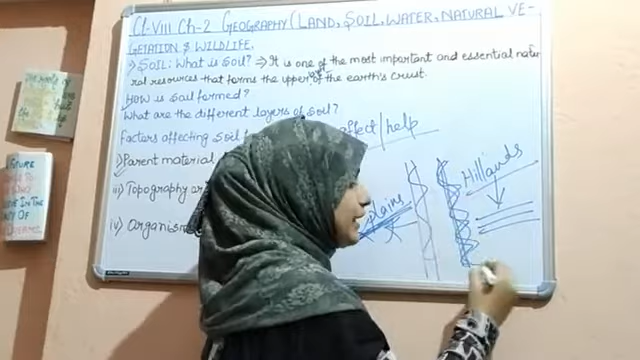 Cl-VIII Ch-2 GEOGRAPHY (LAND, SOIL, WATER, NATURAL VE-
GETATION & WILDLIFE.
SOIL: What is Soil? ⇒ It is one of the most important and essential natu-
ral resources that forms the upper of the earth's crust.
How is soil formed?
What are the different layers of Soil?
Factors affecting Soil affect/help
i) Parent material
iii) Topography
iv) Organism
plains
Hillands